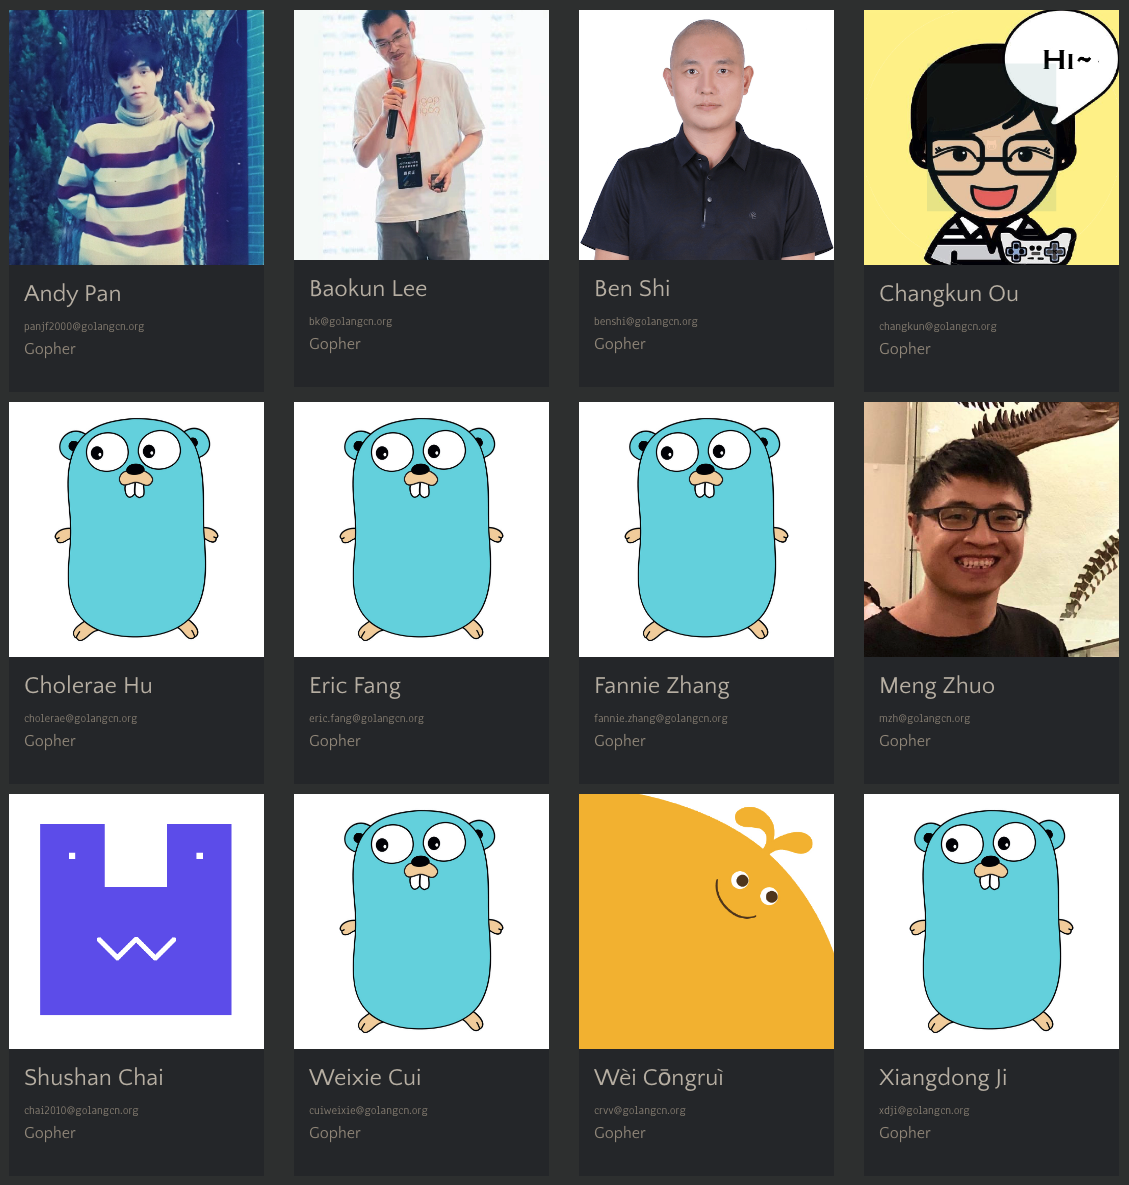 Hi~
Andy Pan
panjf2000@golangcn.org
Gopher
Baokun Lee
bk@golangcn.org
Gopher
Ben Shi
benshi@golangcn.org
Gopher
Changkun Ou
changkun@golangcn.org
Gopher
Cholerae Hu
cholerae@golangcn.org
Gopher
Eric Fang
eric.fang@golangcn.org
Gopher
Fannie Zhang
fannie.zhang@golangcn.org
Gopher
Meng Zhuo
mzh@golangcn.org
Gopher
Shushan Chai
chai2010@golangcn.org
Gopher
Weixie Cui
cuiweixie@golangcn.org
Gopher
Wèi Cōngruì
crvv@golangcn.org
Gopher
Xiangdong Ji
xdji@golangcn.org
Gopher